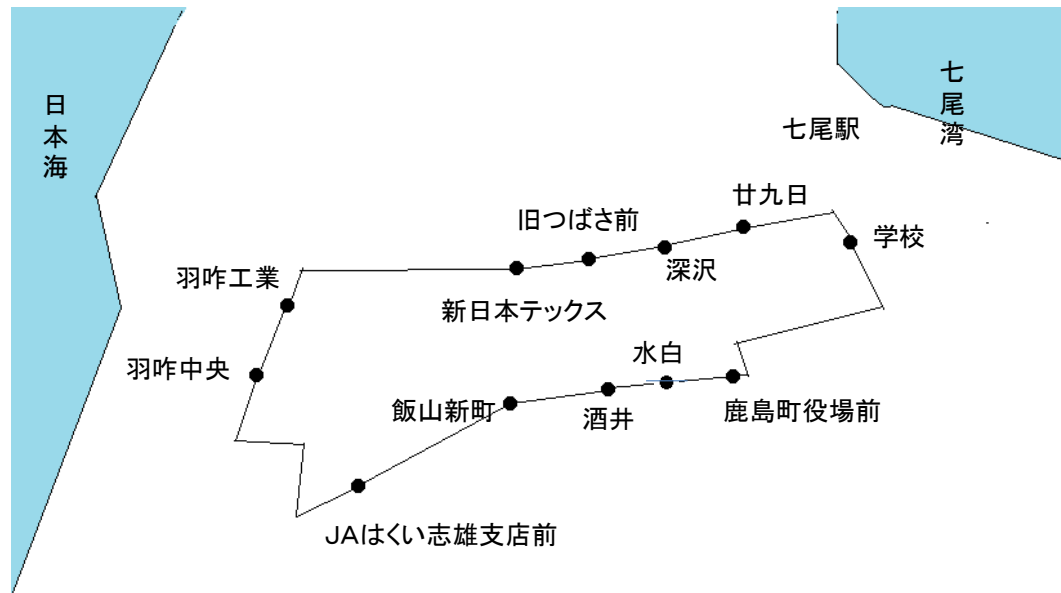 日本海
七尾湾
七尾駅
廿九日
旧つばさ前
学校
深沢
羽咋工業
新日本テックス
水白
羽咋中央
飯山新町
酒井
鹿島町役場前
JAはくい志雄支店前